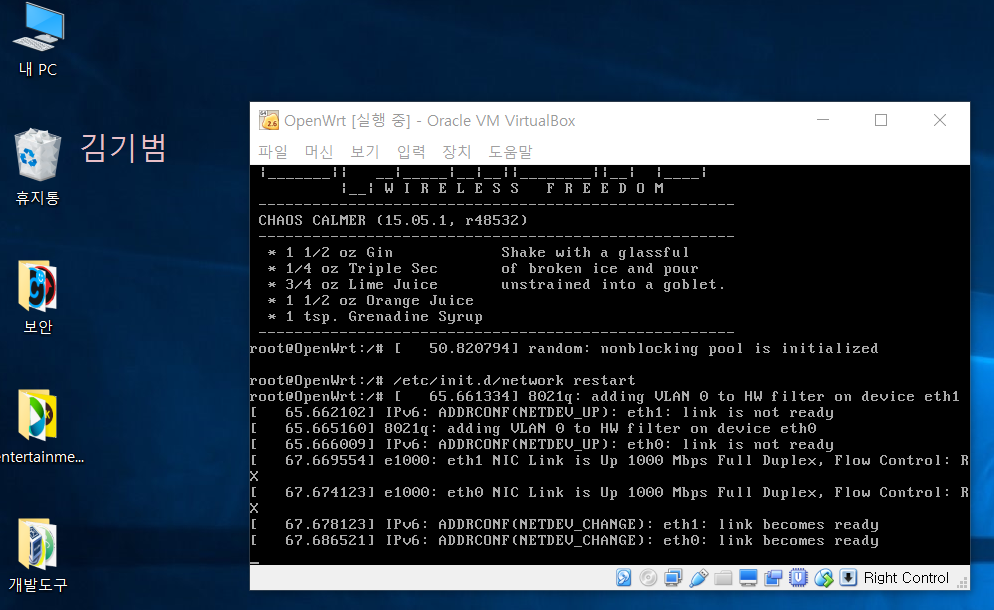 내 PC
휴지통
김기범
보안
entertainme...
개발도구
OpenWrt [실행 중] - Oracle VM VirtualBox
파일 머신 보기 입력 장치 도움말
|_______|| __|_____|__|__||________||__| |____|
|__| W I R E L E S S F R E E D O M
-----------------------------------------------------
CHAOS CALMER (15.05.1, r48532)
-----------------------------------------------------
* 1 1/2 oz Gin Shake with a glassful
* 1/4 oz Triple Sec of broken ice and pour
* 3/4 oz Lime Juice unstrained into a goblet.
* 1 1/2 oz Orange Juice
* 1 tsp. Grenadine Syrup
-----------------------------------------------------
root@OpenWrt:/# [ 50.820794] random: nonblocking pool is initialized
root@OpenWrt:/# /etc/init.d/network restart
root@OpenWrt:/# [ 65.661334] 8021q: adding VLAN 0 to HW filter on device eth1
[ 65.662102] IPv6: ADDRCONF(NETDEV_UP): eth1: link is not ready
[ 65.665160] 8021q: adding VLAN 0 to HW filter on device eth0
[ 65.666009] IPv6: ADDRCONF(NETDEV_UP): eth0: link is not ready
[ 67.669554] e1000: eth1 NIC Link is Up 1000 Mbps Full Duplex, Flow Control: R
X
[ 67.674123] e1000: eth0 NIC Link is Up 1000 Mbps Full Duplex, Flow Control: R
X
[ 67.678123] IPv6: ADDRCONF(NETDEV_CHANGE): eth1: link becomes ready
[ 67.686521] IPv6: ADDRCONF(NETDEV_CHANGE): eth0: link becomes ready
_
Right Control